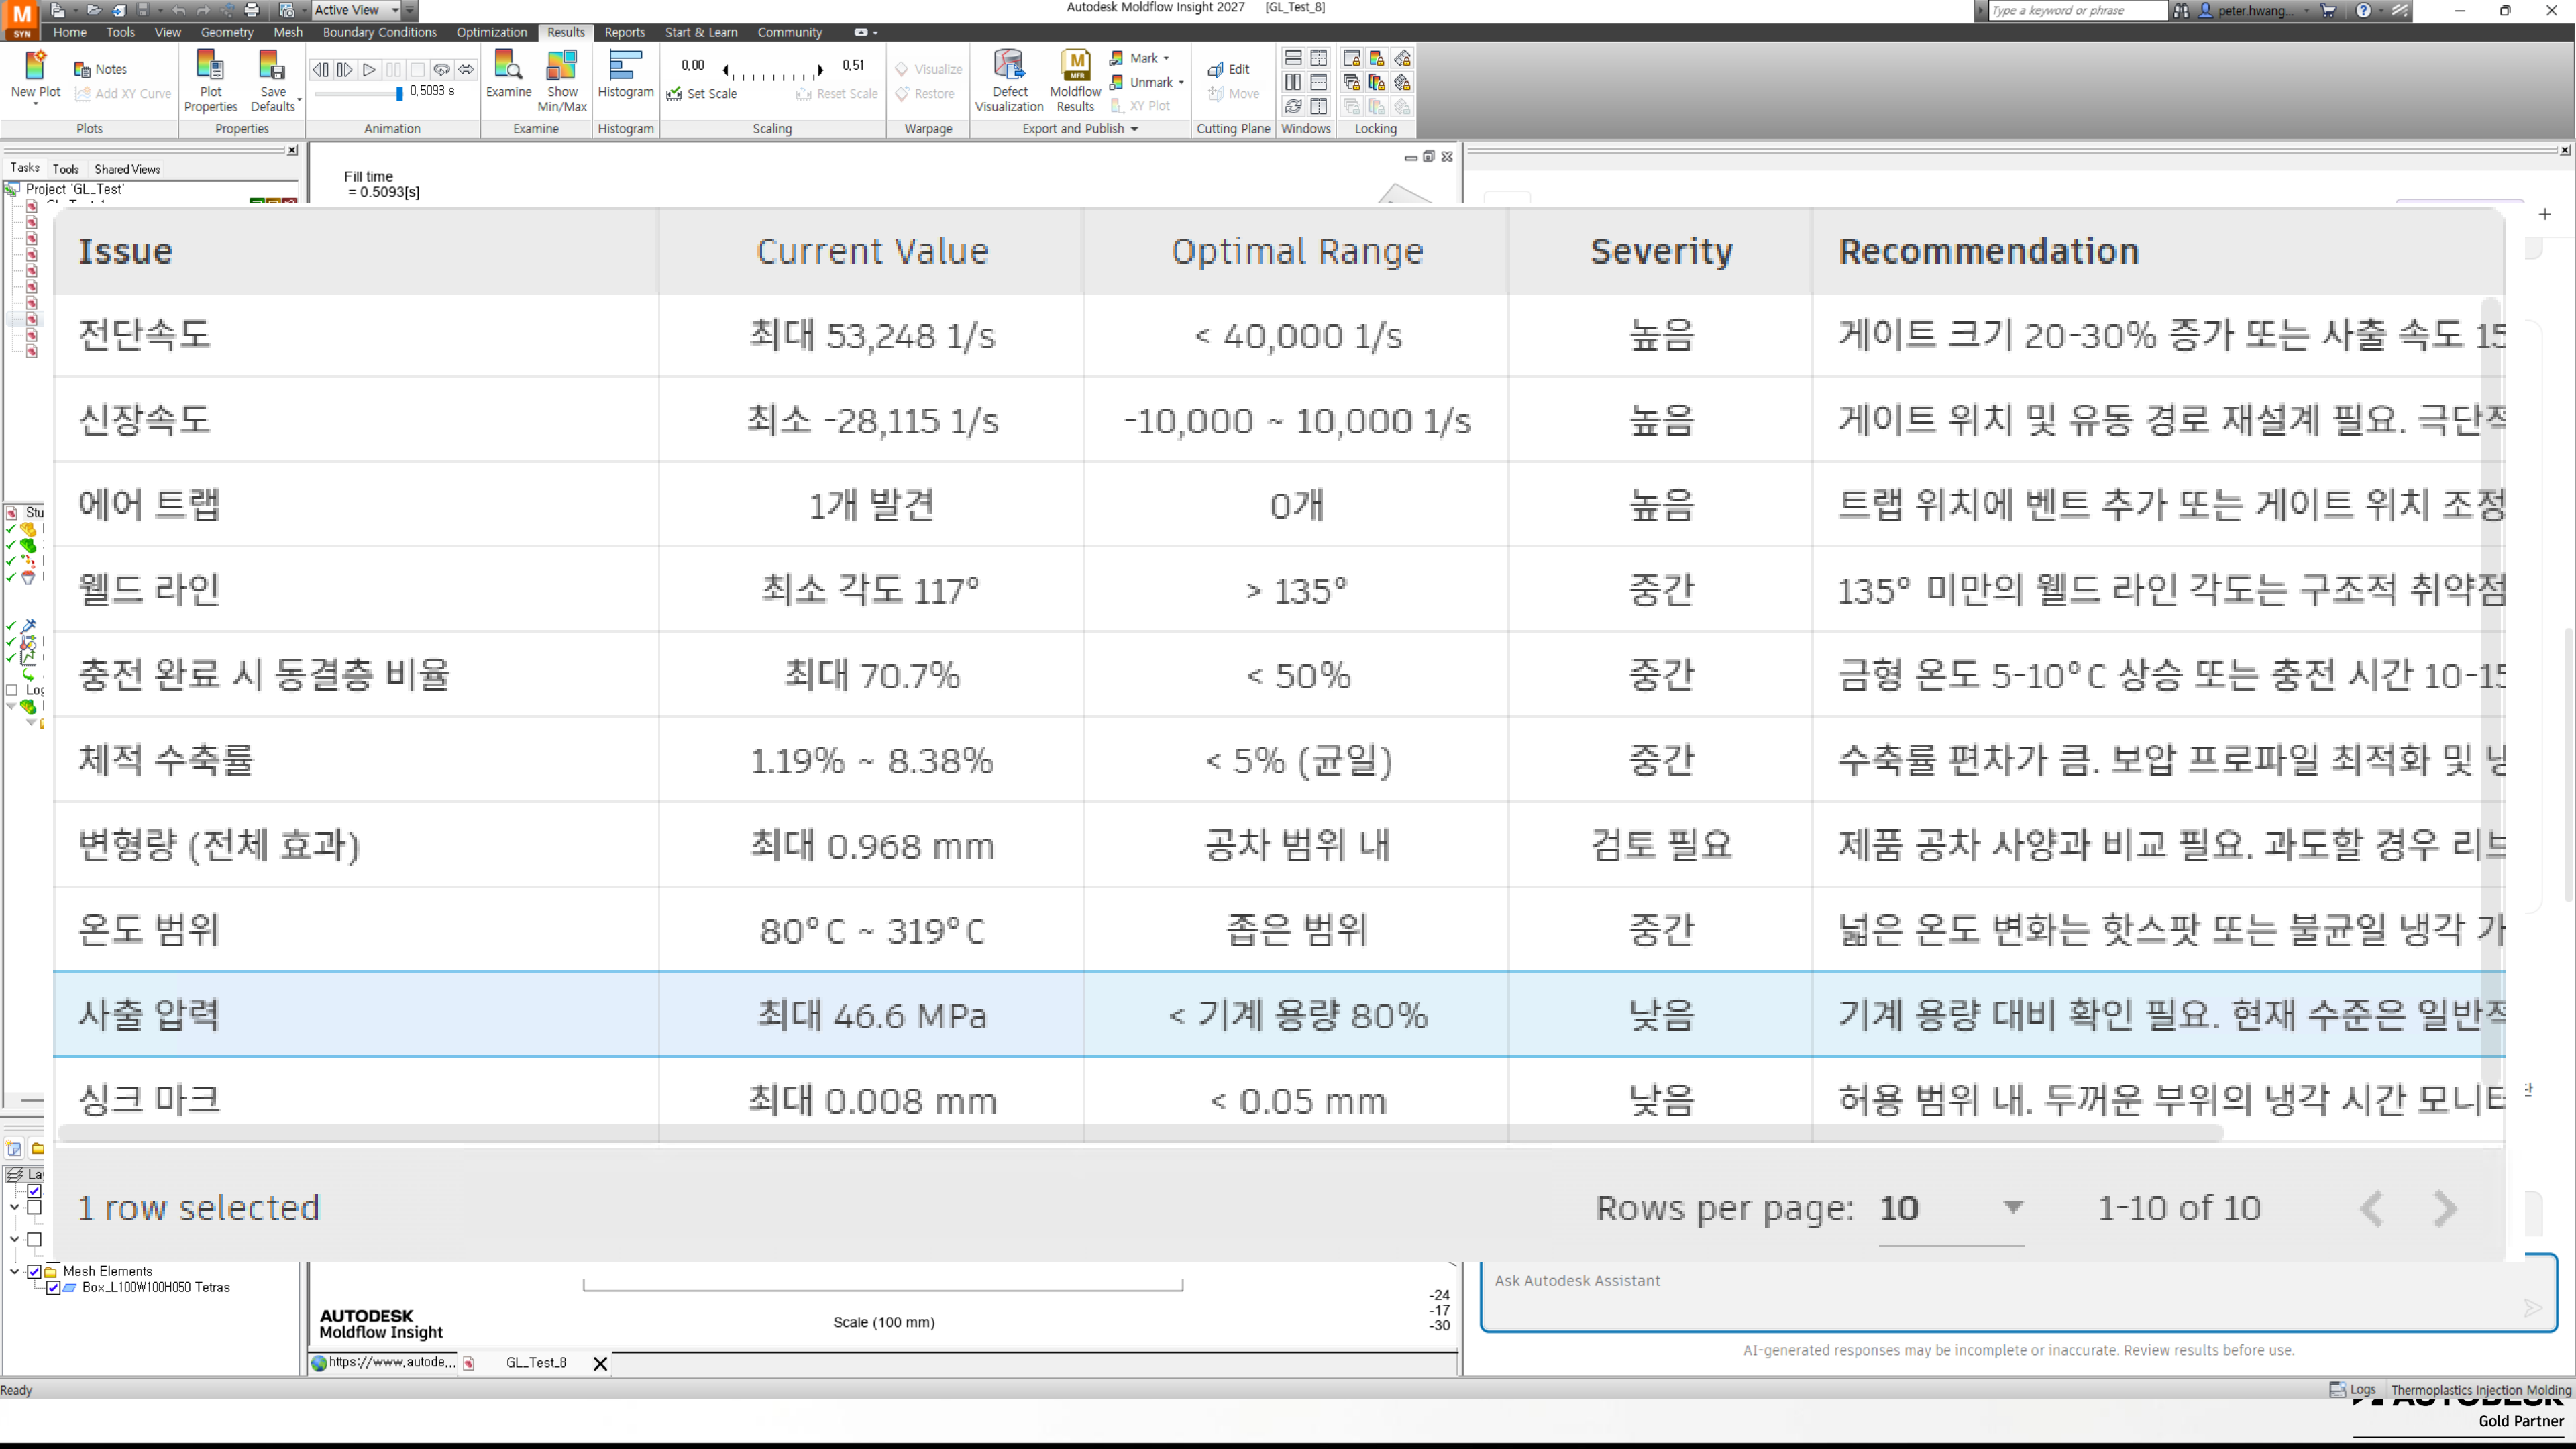 Active View
Autodesk Moldflow Insight 2027 [GL_Test_8]
Type a keyword or phrase
peter.hwang...
M
SYN
Home Tools View Geometry Mesh Boundary Conditions Optimization Results Reports Start & Learn Community
New Plot
Notes
Add XY Curve
Plots
Plot Properties
Save Defaults
Properties
0,5093 s
Animation
Examine
Show Min/Max
Examine
Histogram
Histogram
0,00
0,51
Set Scale
Reset Scale
Scaling
Visualize
Restore
Warpage
Defect Visualization
Moldflow Results
Mark
Unmark
XY Plot
Export and Publish
Edit
Move
Cutting Plane
Windows
Locking
Tasks Tools Shared Views
Project 'GL_Test'
Fill time
= 0.5093[s]
Issue Current Value Optimal Range Severity Recommendation
전단속도 최대 53,248 1/s < 40,000 1/s 높음 게이트 크기 20-30% 증가 또는 사출 속도 15
신장속도 최소 -28,115 1/s -10,000 ~ 10,000 1/s 높음 게이트 위치 및 유동 경로 재설계 필요. 극단적
에어 트랩 1개 발견 0개 높음 트랩 위치에 벤트 추가 또는 게이트 위치 조정
웰드 라인 최소 각도 117° > 135° 중간 135° 미만의 웰드 라인 각도는 구조적 취약점
충전 완료 시 동결층 비율 최대 70.7% < 50% 중간 금형 온도 5-10°C 상승 또는 충전 시간 10-15
체적 수축률 1.19% ~ 8.38% < 5% (균일) 중간 수축률 편차가 큼. 보압 프로파일 최적화 및
변형량 (전체 효과) 최대 0.968 mm 공차 범위 내 검토 필요 제품 공차 사양과 비교 필요. 과도할 경우
온도 범위 80°C ~ 319°C 좁은 범위 중간 넓은 온도 변화는 핫스팟 또는 불균일 냉각 가
사출 압력 최대 46.6 MPa < 기계 용량 80% 낮음 기계 용량 대비 확인 필요. 현재 수준은 일반적
싱크 마크 최대 0.008 mm < 0.05 mm 낮음 허용 범위 내. 두꺼운 부위의 냉각 시간
1 row selected
Rows per page: 10 1-10 of 10
Stu
Log
La
Mesh Elements
Box_L100W100H050 Tetras
AUTODESK
Moldflow Insight
Scale (100 mm)
-24
-17
-30
Ask Autodesk Assistant
AI-generated responses may be incomplete or inaccurate. Review results before use.
https://www.autode...
GL_Test_8
Ready
Logs
Thermoplastics Injection Molding
AUTODESK
Gold Partner